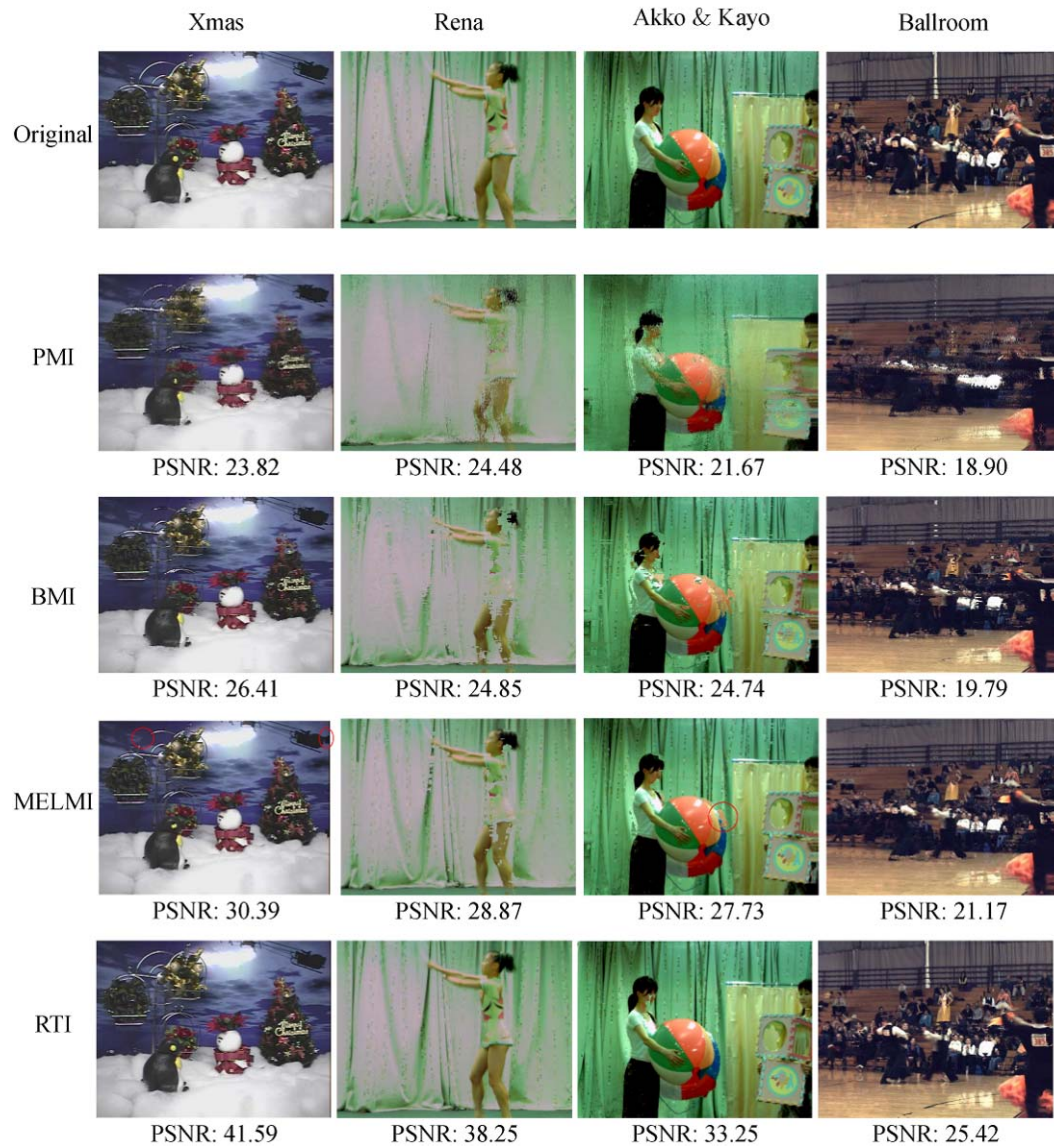 Xmas Rena Akko & Kayo Ballroom
Original
PMI
PSNR: 23.82 PSNR: 24.48 PSNR: 21.67 PSNR: 18.90
BMI
PSNR: 26.41 PSNR: 24.85 PSNR: 24.74 PSNR: 19.79
MELMI
PSNR: 30.39 PSNR: 28.87 PSNR: 27.73 PSNR: 21.17
RTI
PSNR: 41.59 PSNR: 38.25 PSNR: 33.25 PSNR: 25.42